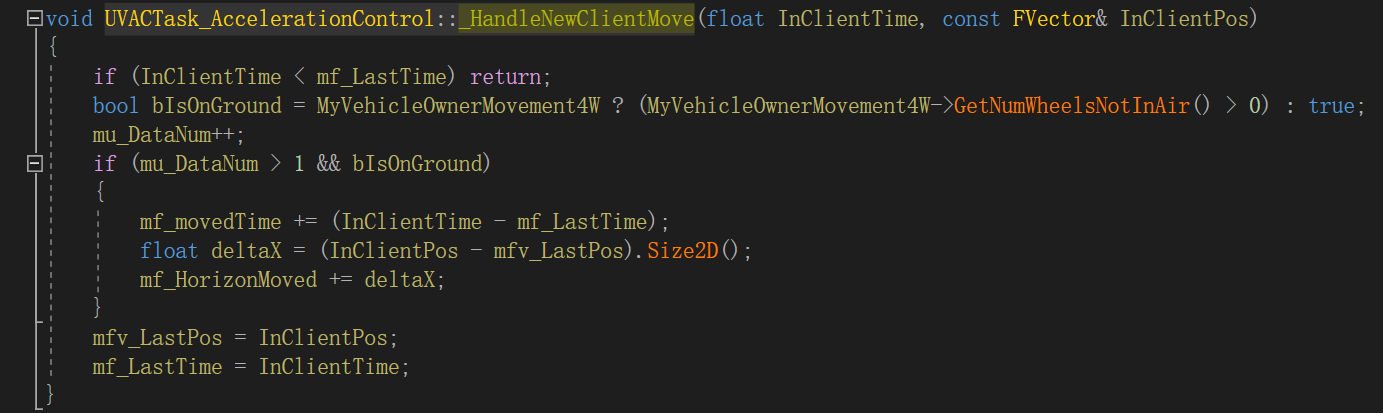 void UVACTask_AccelerationControl::_HandleNewClientMove(float InClientTime, const FVector& InClientPos)
{
if (InClientTime < mf_LastTime) return;
bool bIsOnGround = MyVehicleOwnerMovement4W ? (MyVehicleOwnerMovement4W->GetNumWheelsNotInAir() > 0) : true;
mu_DataNum++;
if (mu_DataNum > 1 && bIsOnGround)
{
mf_movedTime += (InClientTime - mf_LastTime);
float deltaX = (InClientPos - mfv_LastPos).Size2D();
mf_HorizonMoved += deltaX;
}
mfv_LastPos = InClientPos;
mf_LastTime = InClientTime;
}